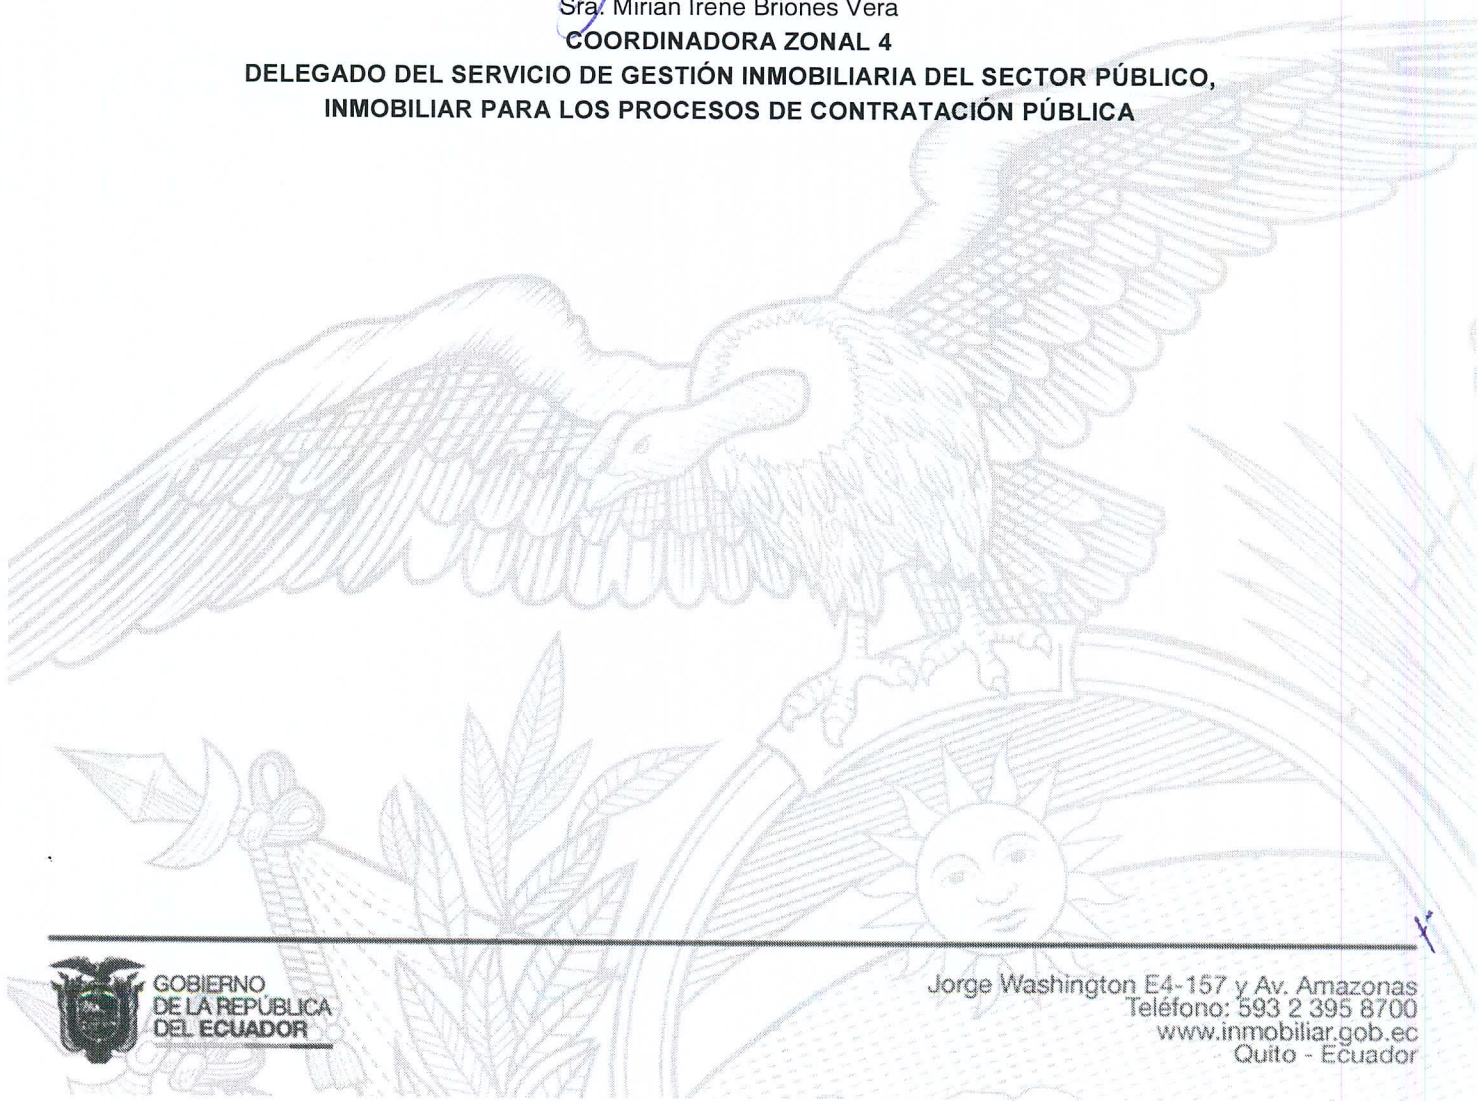 Sra. Mirian Irene Briones Vera
COORDINADORA ZONAL 4
DELEGADO DEL SERVICIO DE GESTIÓN INMOBILIARIA DEL SECTOR PÚBLICO,
INMOBILIAR PARA LOS PROCESOS DE CONTRATACIÓN PÚBLICA
GOBIERNO
DE LA REPÚBLICA
DEL ECUADOR
Jorge Washington E4-157 y Av. Amazonas
Teléfono: 593 2 395 8700
www.inmobiliar.gob.ec
Quito - Ecuador